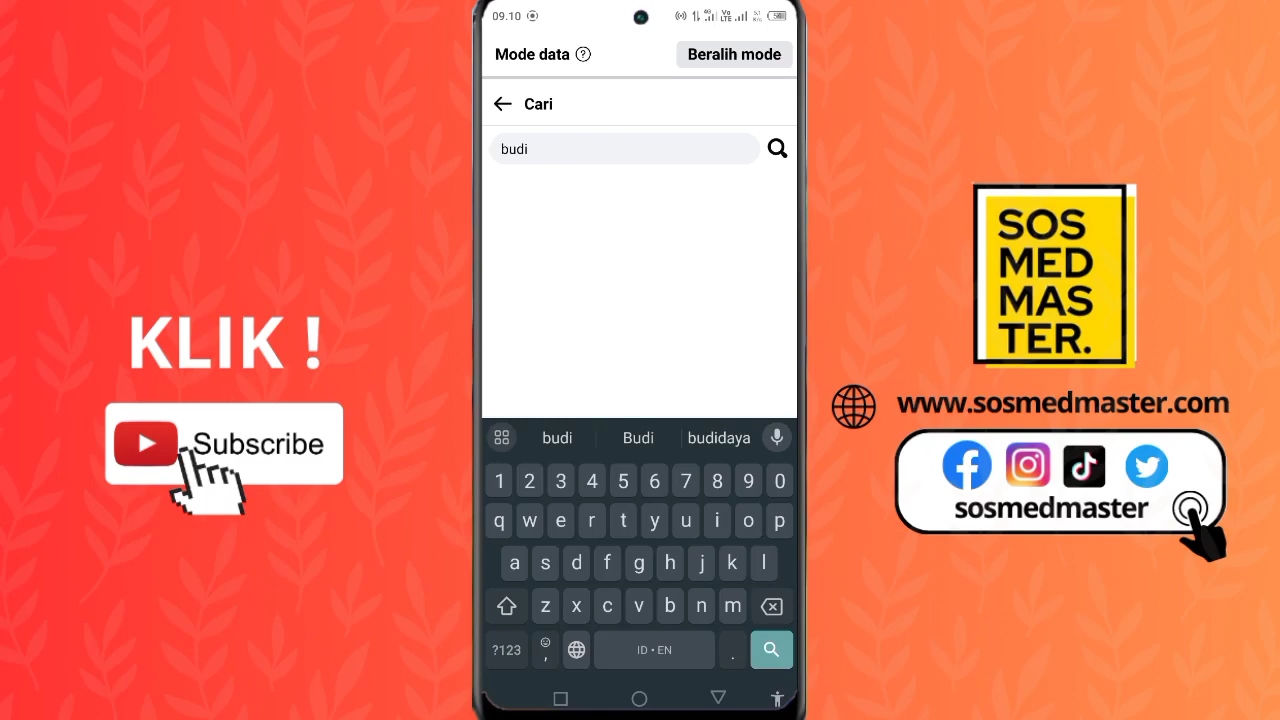 09.10
Mode data
Beralih mode
Cari
budi
budi Budi budidaya
1 2 3 4 5 6 7 8 9 0
q w e r t y u i o p
a s d f g h j k l
z x c v b n m
?123 , ID • EN .
KLIK !
Subscribe
SOS
MED
MAS
TER.
www.sosmedmaster.com
sosmedmaster